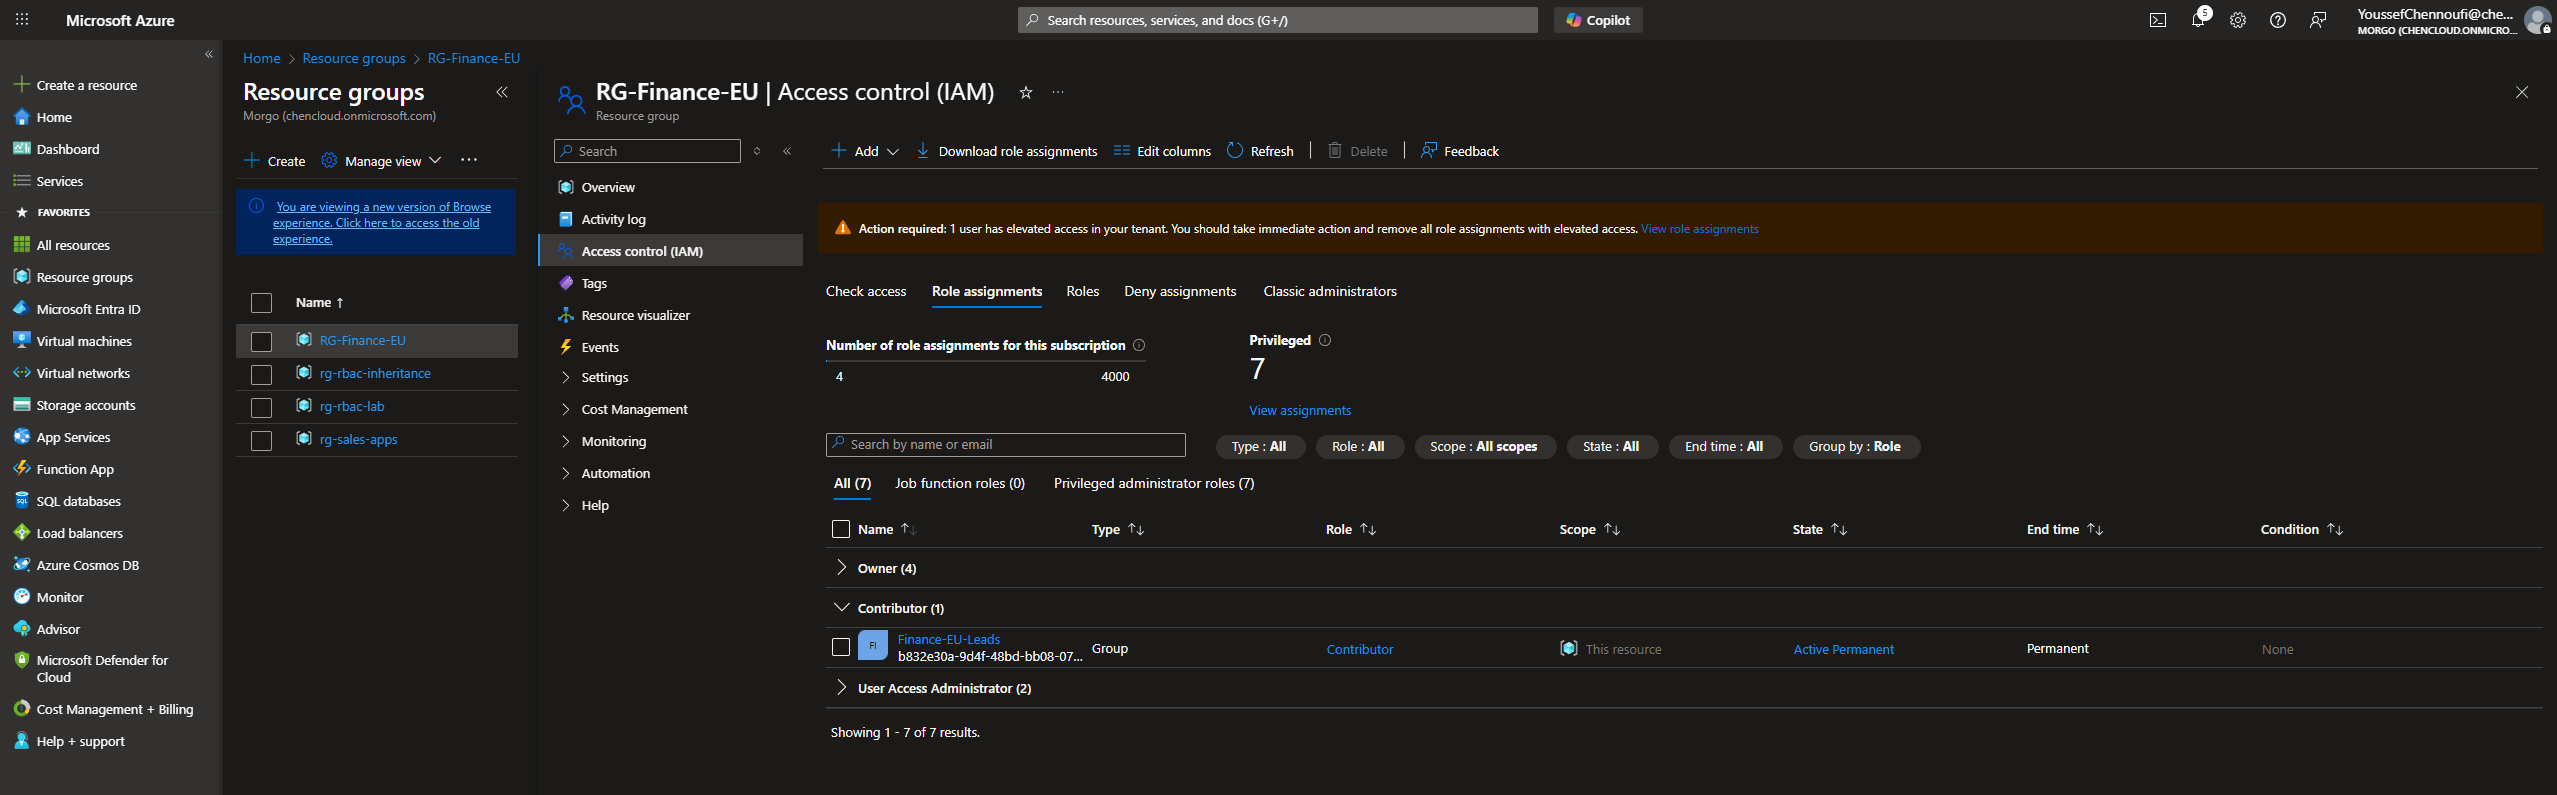 Microsoft Azure
Search resources, services, and docs (G+/)
Copilot
5
YoussefChennoufi@che...
MORGO (CHENCLOUD.ONMICRO...
Create a resource
Home
Dashboard
Services
FAVORITES
All resources
Resource groups
Microsoft Entra ID
Virtual machines
Virtual networks
Storage accounts
App Services
Function App
SQL databases
Load balancers
Azure Cosmos DB
Monitor
Advisor
Microsoft Defender for
Cloud
Cost Management + Billing
Help + support
Home > Resource groups > RG-Finance-EU
Resource groups
Morgo (chencloud.onmicrosoft.com)
Create
Manage view
You are viewing a new version of Browse
experience. Click here to access the old
experience.
Name ↑
RG-Finance-EU
rg-rbac-inheritance
rg-rbac-lab
rg-sales-apps
RG-Finance-EU | Access control (IAM)
Resource group
Search
Overview
Activity log
Access control (IAM)
Tags
Resource visualizer
Events
Settings
Cost Management
Monitoring
Automation
Help
Add
Download role assignments
Edit columns
Refresh
Delete
Feedback
Action required: 1 user has elevated access in your tenant. You should take immediate action and remove all role assignments with elevated access. View role assignments
Check access
Role assignments
Roles
Deny assignments
Classic administrators
Number of role assignments for this subscription
4
4000
Privileged
7
View assignments
Search by name or email
Type : All
Role : All
Scope : All scopes
State : All
End time : All
Group by : Role
All (7)
Job function roles (0)
Privileged administrator roles (7)
Name ↑↓
Type ↑↓
Role ↑↓
Scope ↑↓
State ↑↓
End time ↑↓
Condition ↑↓
Owner (4)
Contributor (1)
FI
Finance-EU-Leads
b832e30a-9d4f-48bd-bb08-07...
Group
Contributor
This resource
Active Permanent
Permanent
None
User Access Administrator (2)
Showing 1 - 7 of 7 results.